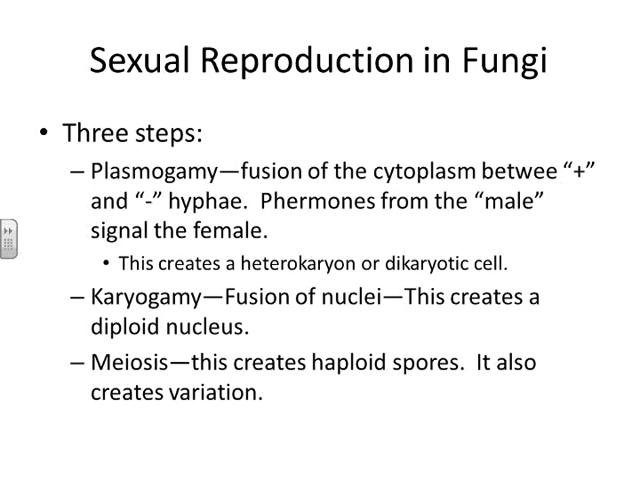 Sexual Reproduction in Fungi
• Three steps:
– Plasmogamy—fusion of the cytoplasm betwee “+”
and “-” hyphae.  Phermones from the “male”
signal the female.
• This creates a heterokaryon or dikaryotic cell.
– Karyogamy—Fusion of nuclei—This creates a
diploid nucleus.
– Meiosis—this creates haploid spores.  It also
creates variation.